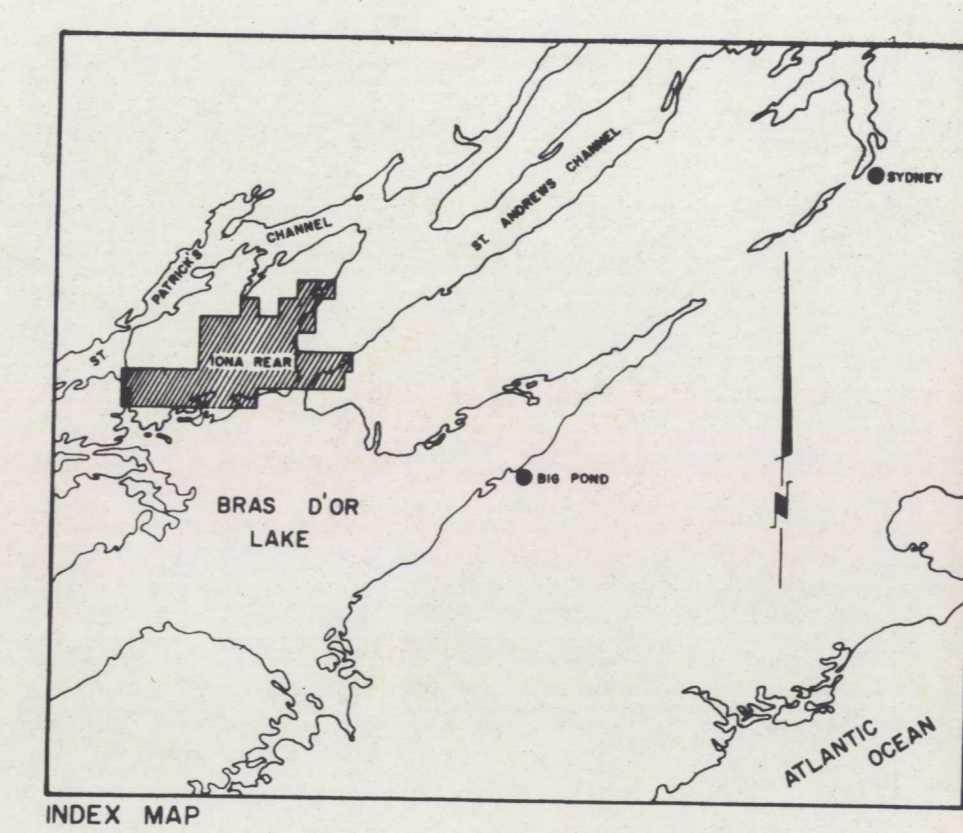 SYDNEY
ST. ANDREWS CHANNEL
ST. PATRICK'S CHANNEL
IONA REAR
BIG POND
BRAS D'OR
LAKE
N
ATLANTIC
OCEAN
INDEX MAP